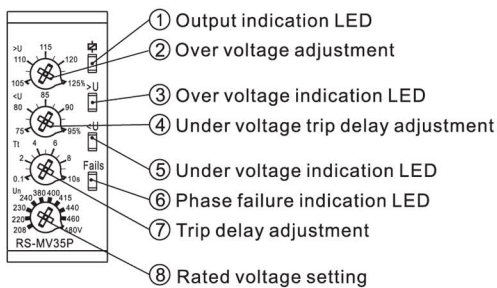 ① Output indication LED
② Over voltage adjustment
③ Over voltage indication LED
④ Under voltage trip delay adjustment
⑤ Under voltage indication LED
⑥ Phase failure indication LED
⑦ Trip delay adjustment
⑧ Rated voltage setting
>U 115
110 120
105 125%
>U
<U 85
80 90
75 95%
<U
Tt 4 6
2 8
0.1 10s
Fails
Un 380 400
240 415
230 440
220 460
208 480V
RS-MV35P